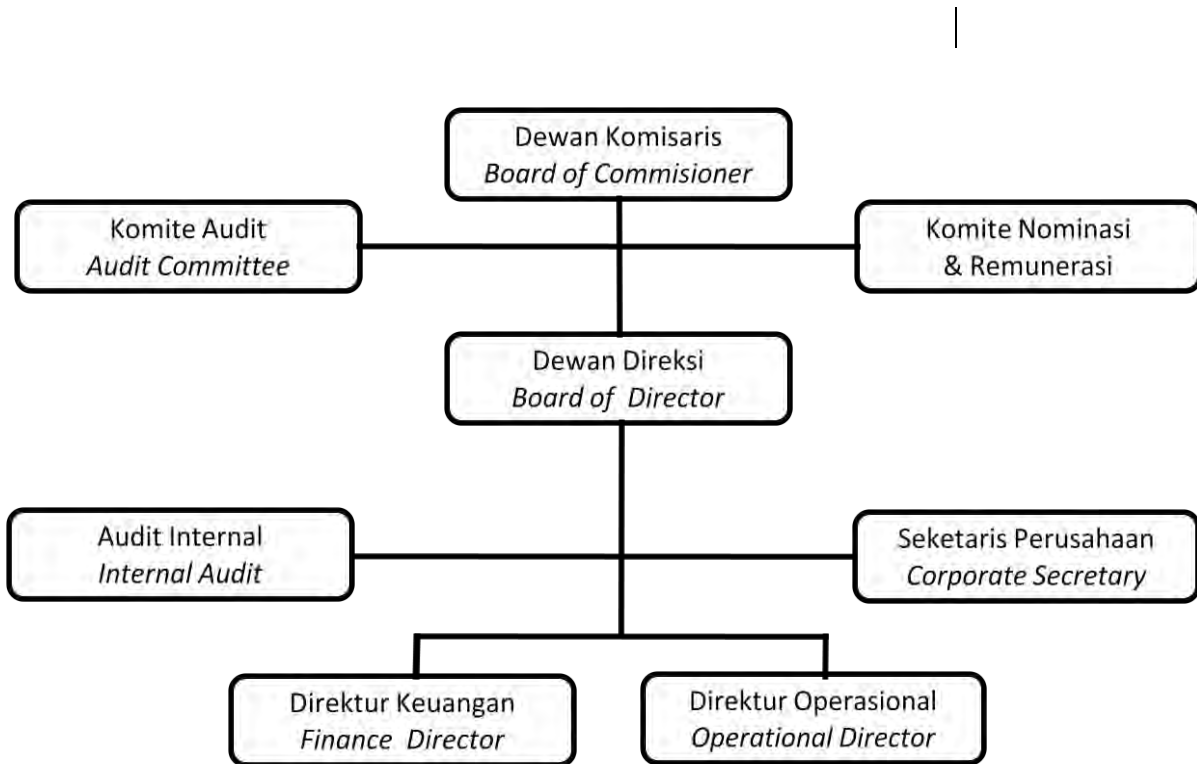 Dewan Komisaris
Board of Commisioner
Komite Audit
Audit Committee
Komite Nominasi
& Remunerasi
Dewan Direksi
Board of Director
Audit Internal
Internal Audit
Seketaris Perusahaan
Corporate Secretary
Direktur Keuangan
Finance Director
Direktur Operasional
Operational Director